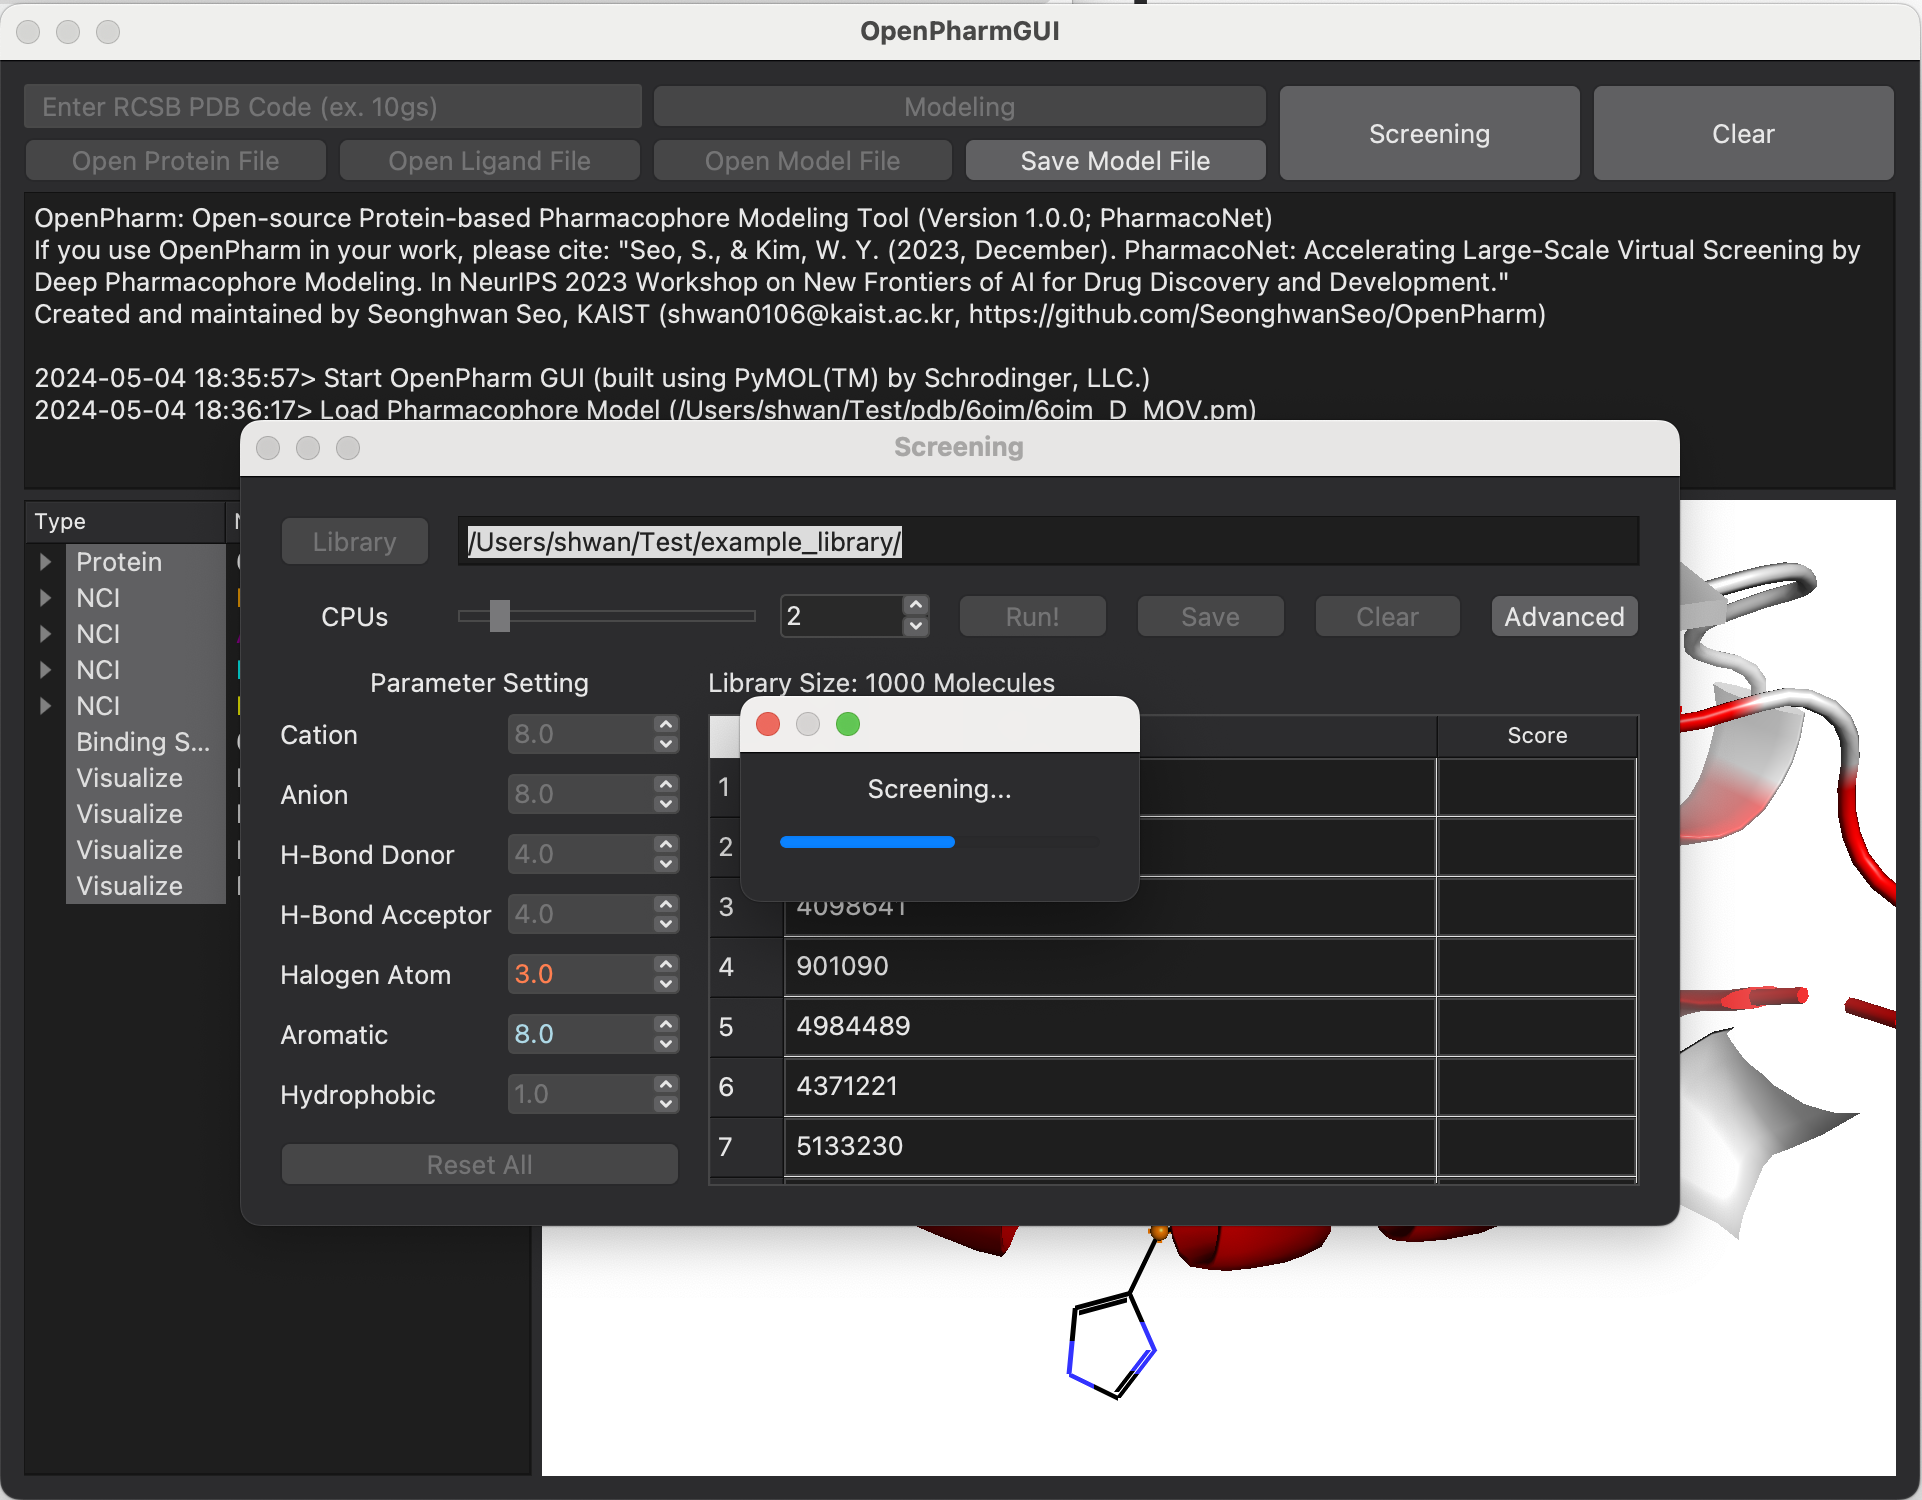 OpenPharmGUI
Enter RCSB PDB Code (ex. 10gs)
Modeling
Screening
Clear
Open Protein File
Open Ligand File
Open Model File
Save Model File
OpenPharm: Open-source Protein-based Pharmacophore Modeling Tool (Version 1.0.0; PharmacoNet)
If you use OpenPharm in your work, please cite: "Seo, S., & Kim, W. Y. (2023, December). PharmacoNet: Accelerating Large-Scale Virtual Screening by
Deep Pharmacophore Modeling. In NeurIPS 2023 Workshop on New Frontiers of AI for Drug Discovery and Development."
Created and maintained by Seonghwan Seo, KAIST (shwan0106@kaist.ac.kr, https://github.com/SeonghwanSeo/OpenPharm)
2024-05-04 18:35:57> Start OpenPharm GUI (built using PyMOL(TM) by Schrodinger, LLC.)
2024-05-04 18:36:17> Load Pharmacophore Model (/Users/shwan/Test/pdb/6oim/6oim_D_MOV.pm)
Type
Protein
NCI
NCI
NCI
NCI
Binding S...
Visualize
Visualize
Visualize
Visualize
Screening
Library
/Users/shwan/Test/example_library/
CPUs
2
Run!
Save
Clear
Advanced
Parameter Setting
Cation 8.0
Anion 8.0
H-Bond Donor 4.0
H-Bond Acceptor 4.0
Halogen Atom 3.0
Aromatic 8.0
Hydrophobic 1.0
Reset All
Library Size: 1000 Molecules
Score
1
2
3 4098641
4 901090
5 4984489
6 4371221
7 5133230
Screening...